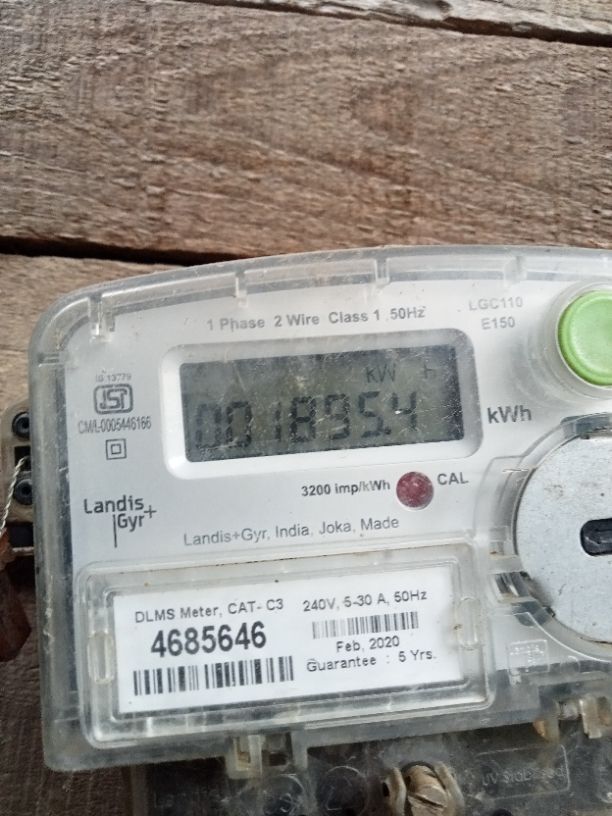 1 Phase 2 Wire Class 1 50Hz
LGC110
E150
IS 13779
ISI
CM/L-0005446166
kW h
001895.4
kWh
3200 imp/kWh
CAL
Landis+
Gyr
Landis+Gyr, India, Joka, Made
DLMS Meter, CAT- C3
240V, 5-30 A, 50Hz
4685646
Feb, 2020
Guarantee : 5 Yrs.